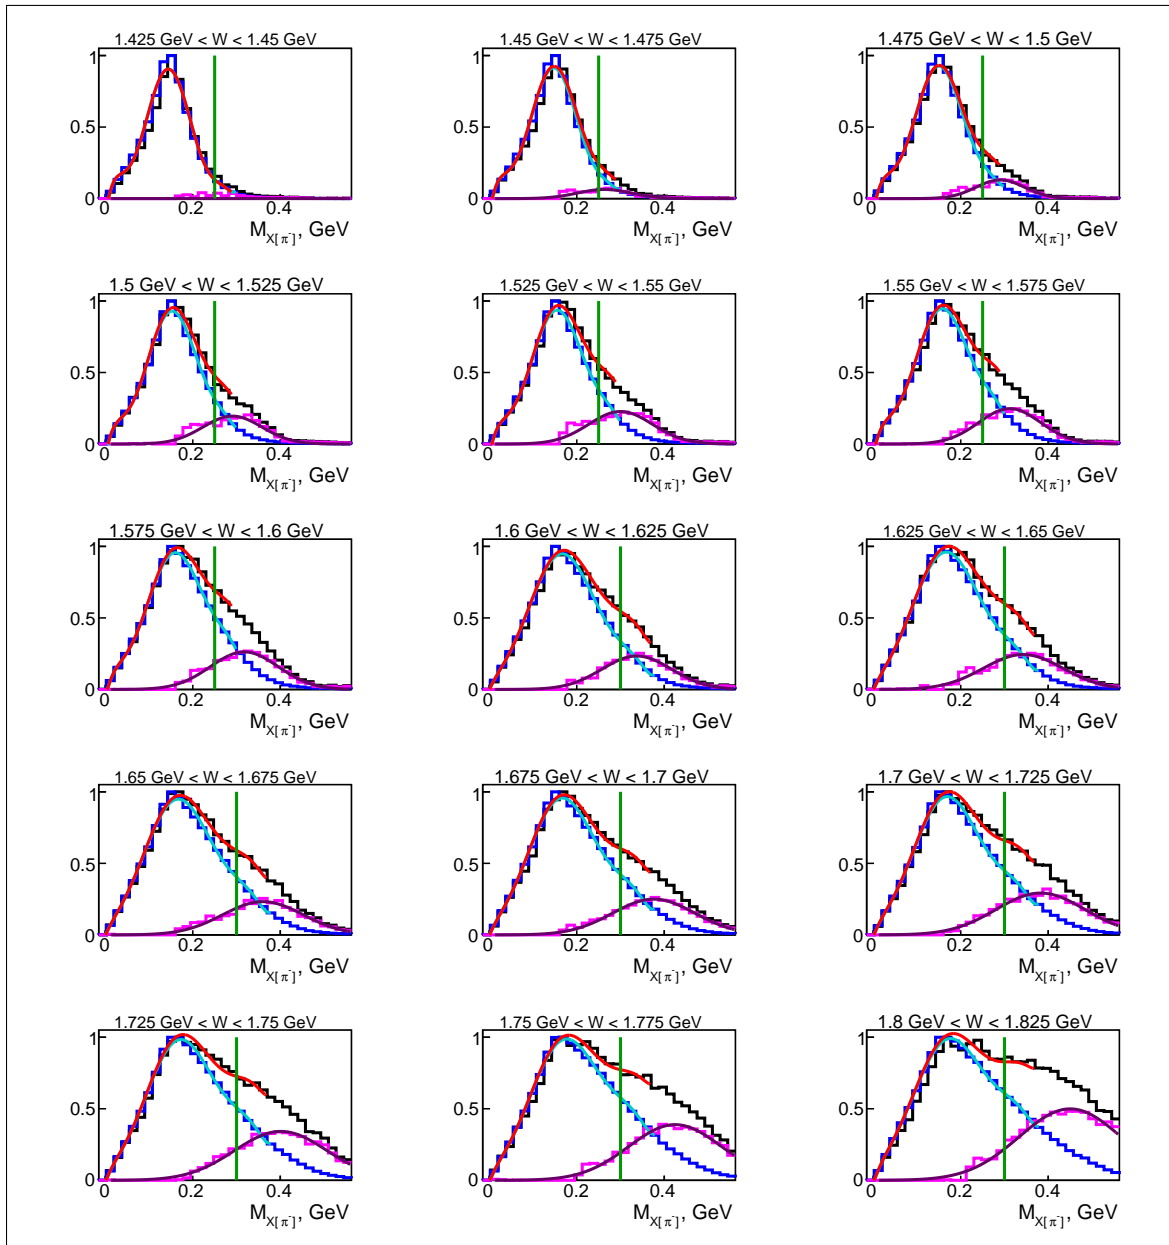 1.425 GeV < W < 1.45 GeV
1
0.5
0
0 0.2 0.4
M_X[π⁻], GeV
1.45 GeV < W < 1.475 GeV
1
0.5
0
0 0.2 0.4
M_X[π⁻], GeV
1.475 GeV < W < 1.5 GeV
1
0.5
0
0 0.2 0.4
M_X[π⁻], GeV
1.5 GeV < W < 1.525 GeV
1
0.5
0
0 0.2 0.4
M_X[π⁻], GeV
1.525 GeV < W < 1.55 GeV
1
0.5
0
0 0.2 0.4
M_X[π⁻], GeV
1.55 GeV < W < 1.575 GeV
1
0.5
0
0 0.2 0.4
M_X[π⁻], GeV
1.575 GeV < W < 1.6 GeV
1
0.5
0
0 0.2 0.4
M_X[π⁻], GeV
1.6 GeV < W < 1.625 GeV
1
0.5
0
0 0.2 0.4
M_X[π⁻], GeV
1.625 GeV < W < 1.65 GeV
1
0.5
0
0 0.2 0.4
M_X[π⁻], GeV
1.65 GeV < W < 1.675 GeV
1
0.5
0
0 0.2 0.4
M_X[π⁻], GeV
1.675 GeV < W < 1.7 GeV
1
0.5
0
0 0.2 0.4
M_X[π⁻], GeV
1.7 GeV < W < 1.725 GeV
1
0.5
0
0 0.2 0.4
M_X[π⁻], GeV
1.725 GeV < W < 1.75 GeV
1
0.5
0
0 0.2 0.4
M_X[π⁻], GeV
1.75 GeV < W < 1.775 GeV
1
0.5
0
0 0.2 0.4
M_X[π⁻], GeV
1.8 GeV < W < 1.825 GeV
1
0.5
0
0 0.2 0.4
M_X[π⁻], GeV